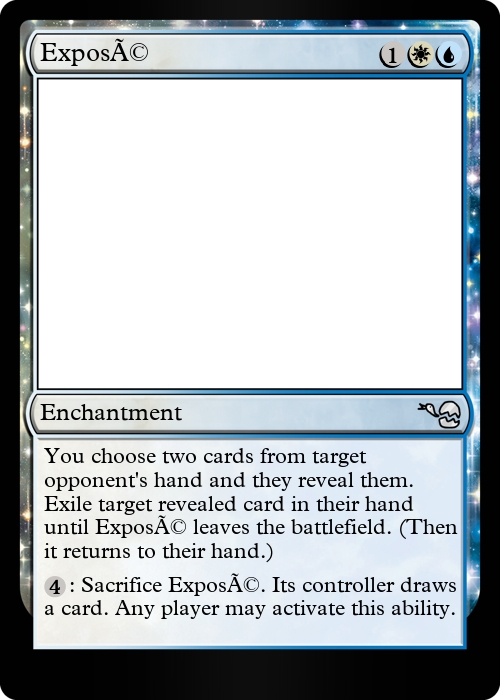 ExposÃ© 1
Enchantment
You choose two cards from target
opponent's hand and they reveal them.
Exile target revealed card in their hand
until ExposÃ© leaves the battlefield. (Then
it returns to their hand.)
4: Sacrifice ExposÃ©. Its controller draws
a card. Any player may activate this ability.